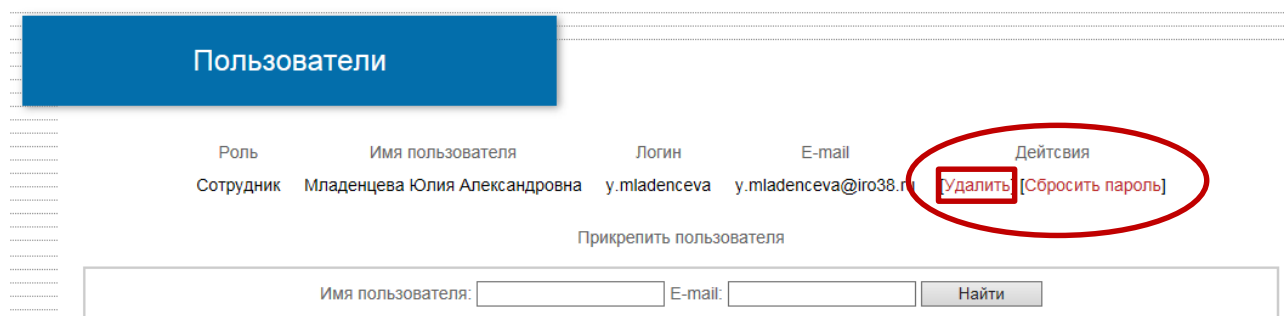 Пользователи
Роль Имя пользователя Логин E-mail Дейтсвия
Сотрудник Младенцева Юлия Александровна y.mladenceva y.mladenceva@iro38.ru [Удалить] [Сбросить пароль]
Прикрепить пользователя
Имя пользователя: E-mail: Найти